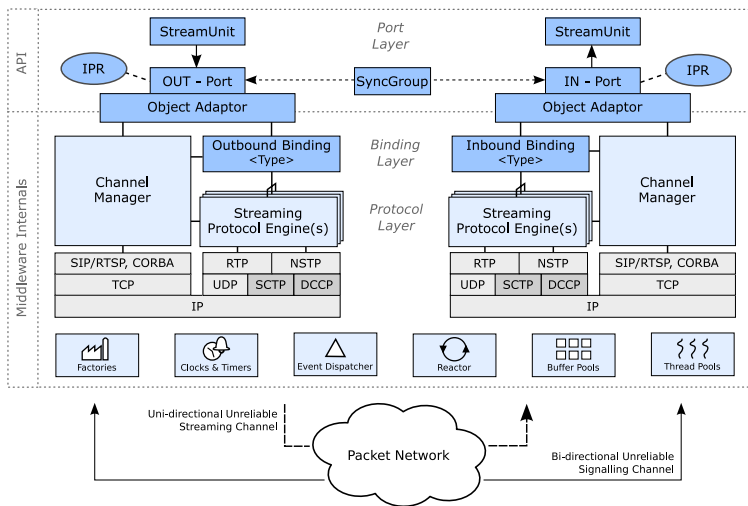 API
StreamUnit
Port
Layer
StreamUnit
IPR
OUT - Port
SyncGroup
IN - Port
IPR
Object Adaptor
Object Adaptor
Middleware Internals
Channel
Manager
Outbound Binding
<Type>
Binding
Layer
Inbound Binding
<Type>
Channel
Manager
Streaming
Protocol Engine(s)
Protocol
Layer
Streaming
Protocol Engine(s)
SIP/RTSP, CORBA
RTP
NSTP
RTP
NSTP
SIP/RTSP, CORBA
TCP
UDP
SCTP
DCCP
UDP
SCTP
DCCP
TCP
IP
IP
Factories
Clocks & Timers
Event Dispatcher
Reactor
Buffer Pools
Thread Pools
Uni-directional Unreliable
Streaming Channel
Packet Network
Bi-directional Unreliable
Signalling Channel